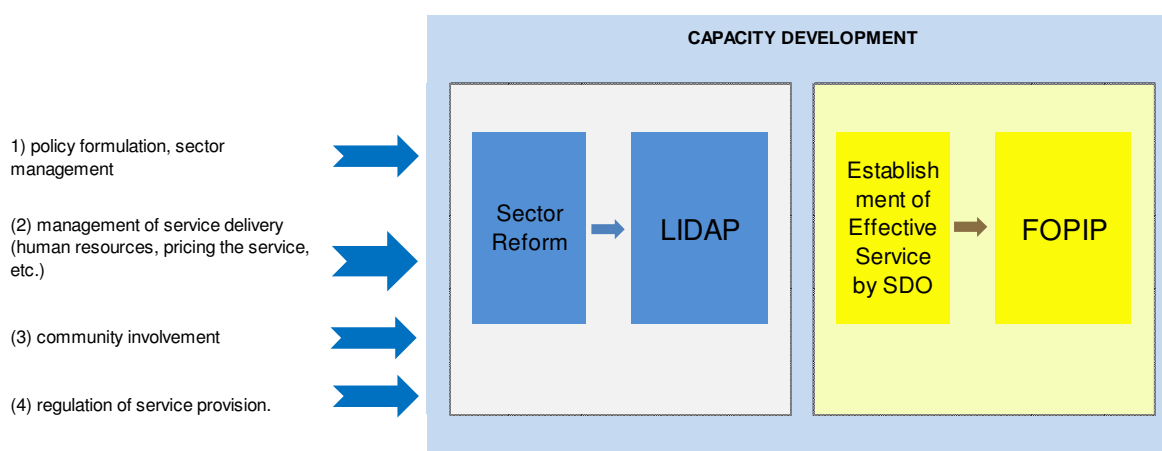 CAPACITY DEVELOPMENT
1) policy formulation, sector
management
(2) management of service delivery
(human resources, pricing the service,
etc.)
(3) community involvement
(4) regulation of service provision.
Sector
Reform
LIDAP
Establish
ment of
Effective
Service
by SDO
FOPIP